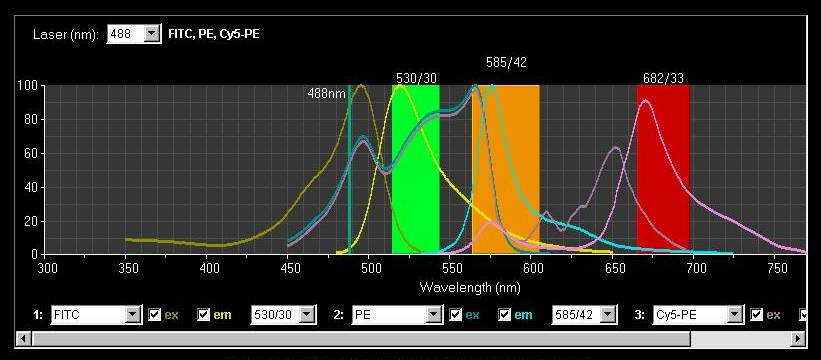 Laser (nm): 488 FITC, PE, Cy5-PE
585/42
530/30 682/33
488nm
100
80
60
40
20
0
300 350 400 450 500 550 600 650 700 750
Wavelength (nm)
1: FITC ex em 530/30 2: PE ex em 585/42 3: Cy5-PE ex